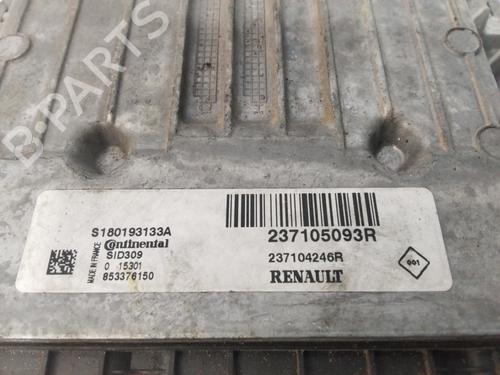 B-PARTS
S180193133A
MADE IN FRANCE
Continental
SID309
0 15301
853376150
237105093R
237104246R
RENAULT
001